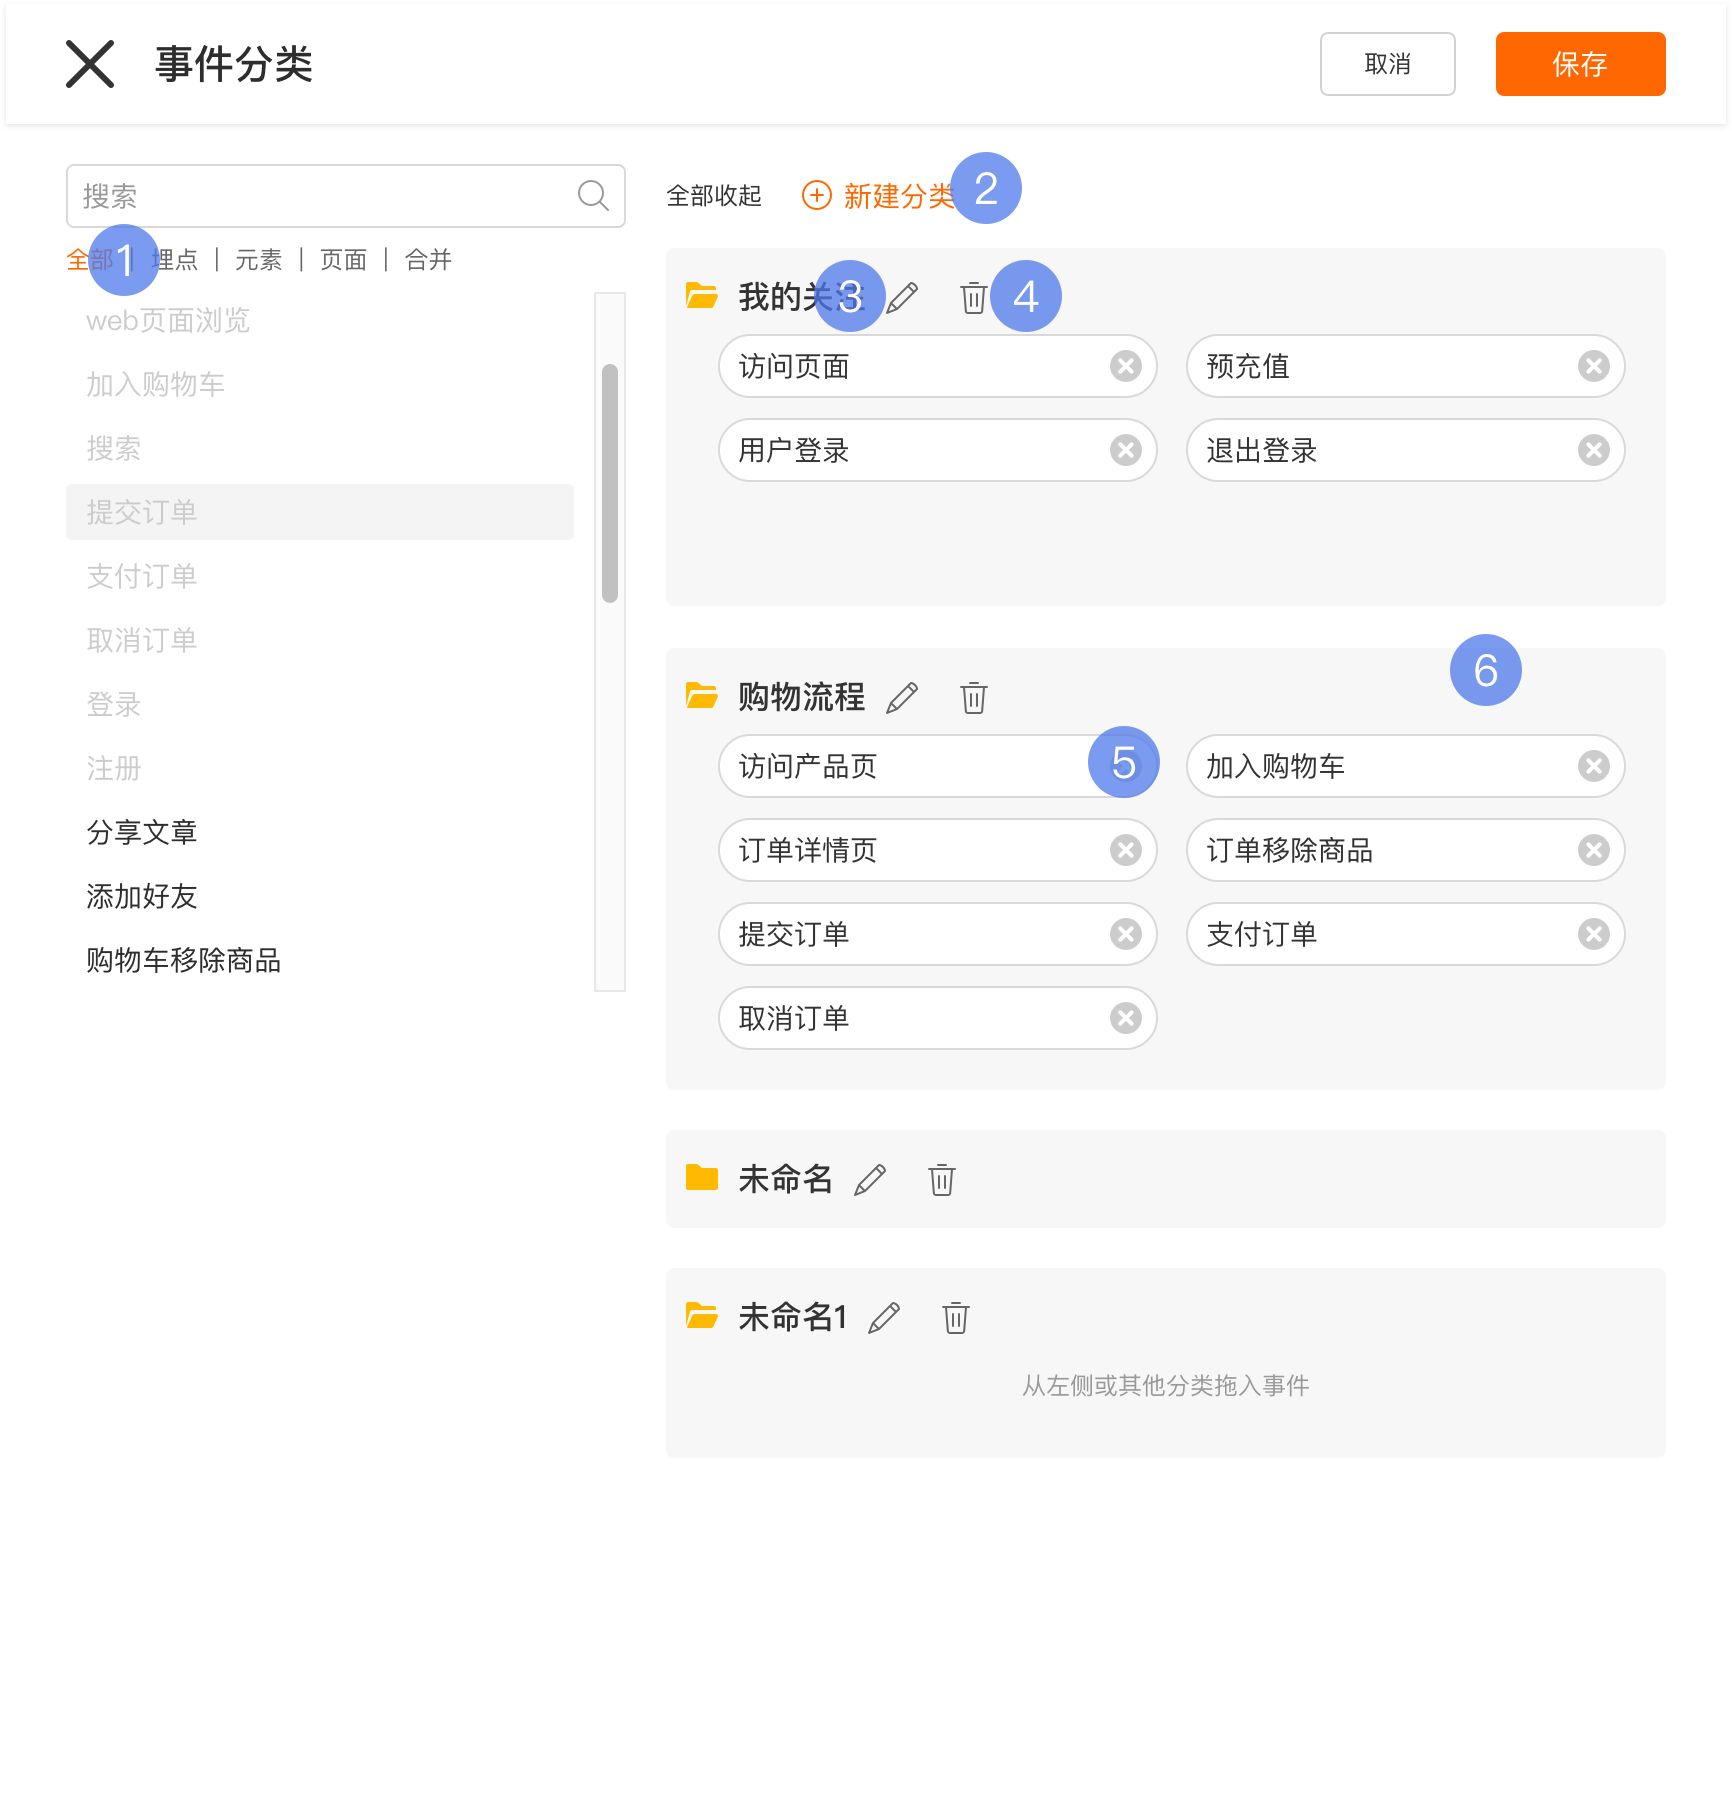 事件分类
取消
保存
搜索
全部收起
新建分类
2
全部 | 埋点 | 元素 | 页面 | 合并
1
web页面浏览
加入购物车
搜索
提交订单
支付订单
取消订单
登录
注册
分享文章
添加好友
购物车移除商品
我的关注
3
4
访问页面
预充值
用户登录
退出登录
6
购物流程
5
访问产品页
加入购物车
订单详情页
订单移除商品
提交订单
支付订单
取消订单
未命名
未命名1
从左侧或其他分类拖入事件